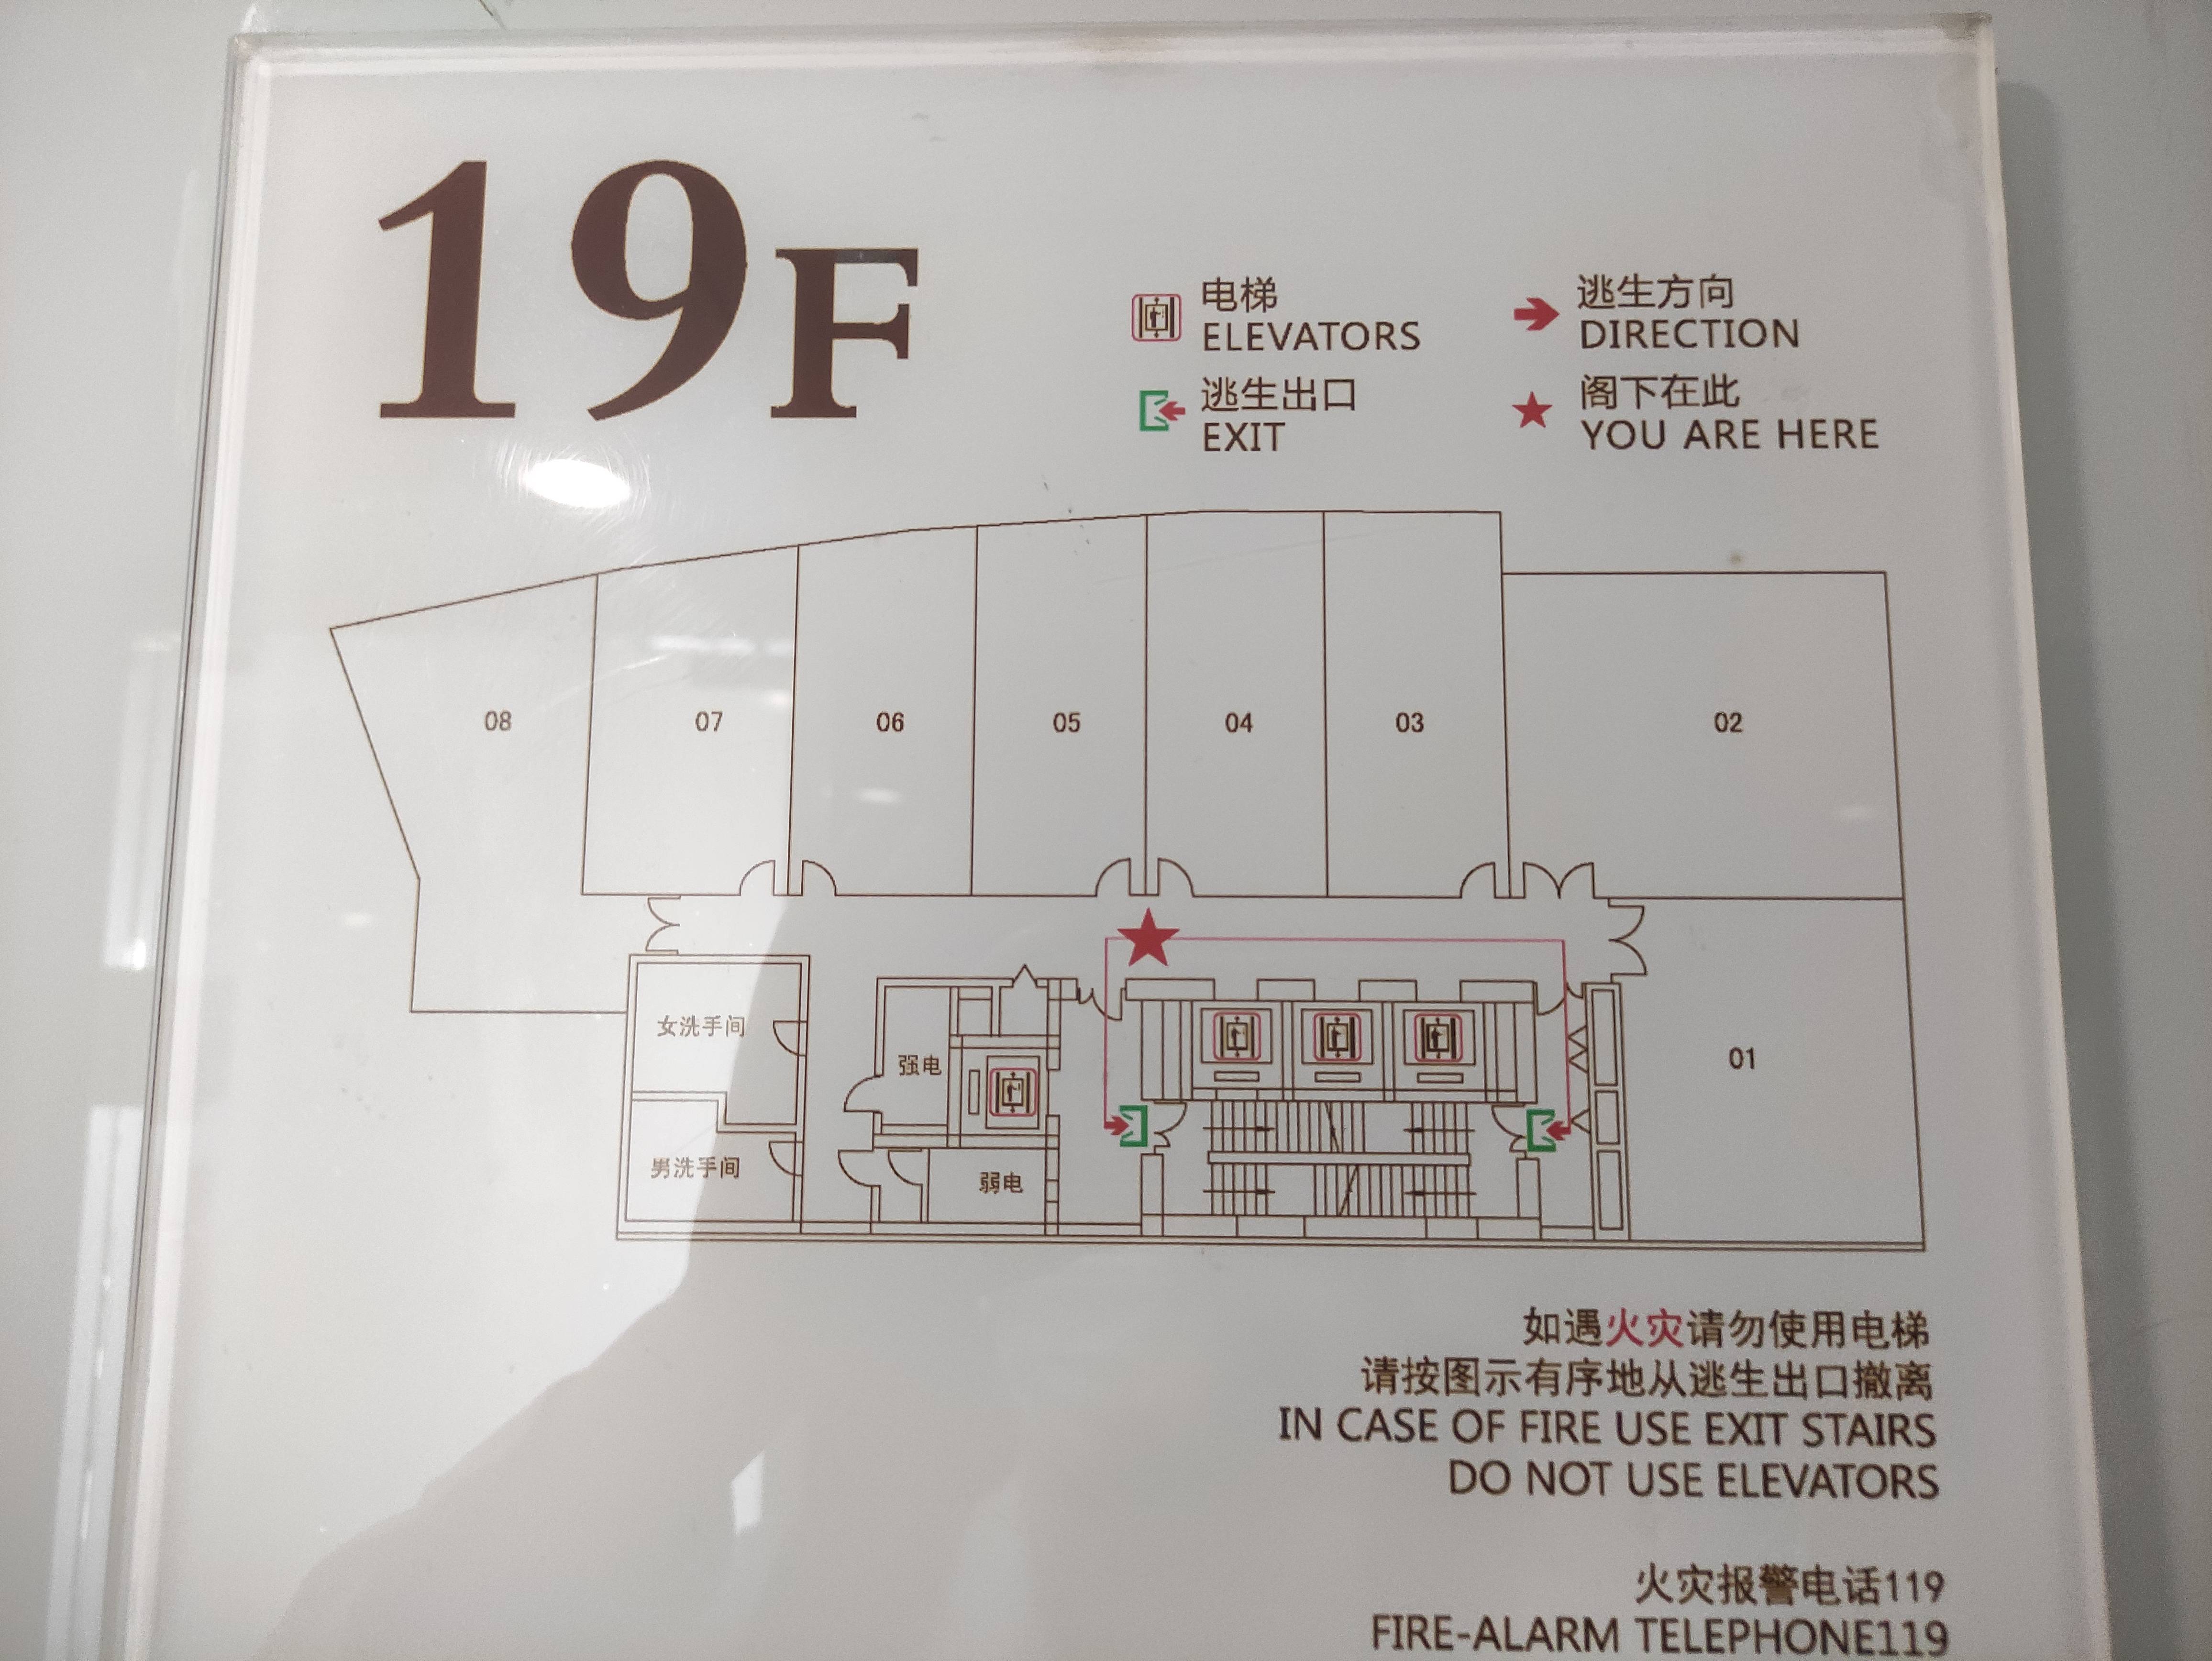 19F
电梯
ELEVATORS
逃生方向
DIRECTION
逃生出口
EXIT
阁下在此
YOU ARE HERE
08
07
06
05
04
03
02
女洗手间
强电
01
男洗手间
弱电
如遇火灾请勿使用电梯
请按图示有序地从逃生出口撤离
IN CASE OF FIRE USE EXIT STAIRS
DO NOT USE ELEVATORS
火灾报警电话119
FIRE-ALARM TELEPHONE119